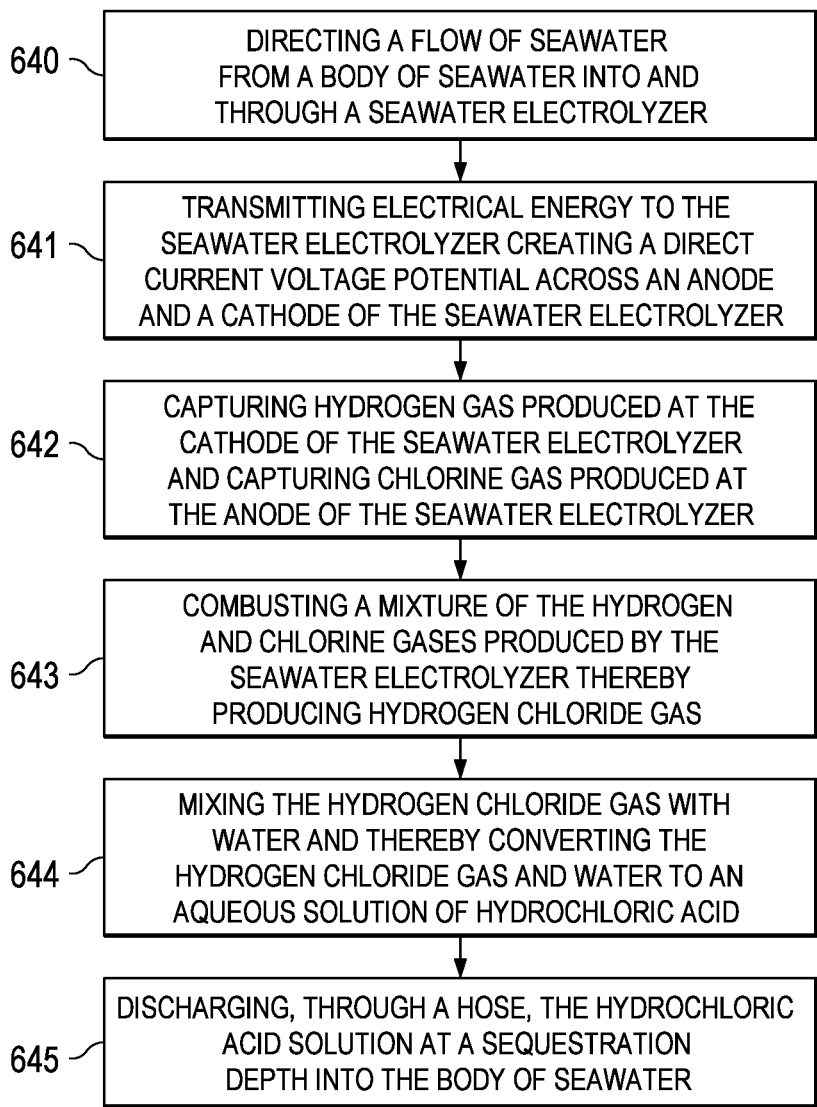 640
DIRECTING A FLOW OF SEAWATER
FROM A BODY OF SEAWATER INTO AND
THROUGH A SEAWATER ELECTROLYZER
641
TRANSMITTING ELECTRICAL ENERGY TO THE
SEAWATER ELECTROLYZER CREATING A DIRECT
CURRENT VOLTAGE POTENTIAL ACROSS AN ANODE
AND A CATHODE OF THE SEAWATER ELECTROLYZER
642
CAPTURING HYDROGEN GAS PRODUCED AT THE
CATHODE OF THE SEAWATER ELECTROLYZER
AND CAPTURING CHLORINE GAS PRODUCED AT
THE ANODE OF THE SEAWATER ELECTROLYZER
643
COMBUSTING A MIXTURE OF THE HYDROGEN
AND CHLORINE GASES PRODUCED BY THE
SEAWATER ELECTROLYZER THEREBY
PRODUCING HYDROGEN CHLORIDE GAS
644
MIXING THE HYDROGEN CHLORIDE GAS WITH
WATER AND THEREBY CONVERTING THE
HYDROGEN CHLORIDE GAS AND WATER TO AN
AQUEOUS SOLUTION OF HYDROCHLORIC ACID
645
DISCHARGING, THROUGH A HOSE, THE HYDROCHLORIC
ACID SOLUTION AT A SEQUESTRATION
DEPTH INTO THE BODY OF SEAWATER